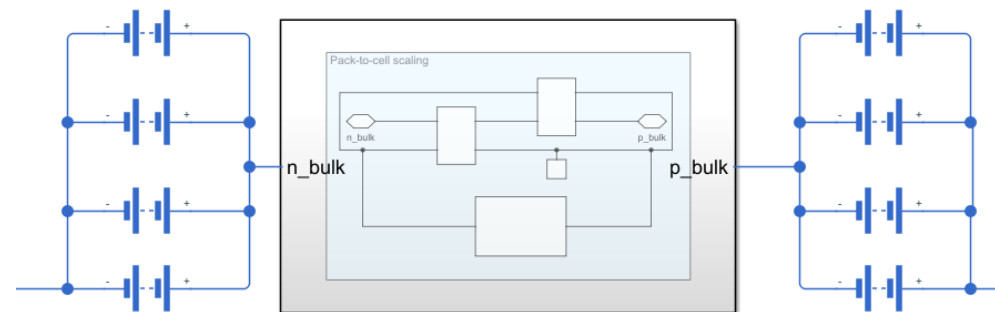 - +
- +
- +
- +
Pack-to-cell scaling
n_bulk
p_bulk
n_bulk
p_bulk
- +
- +
- +
- +